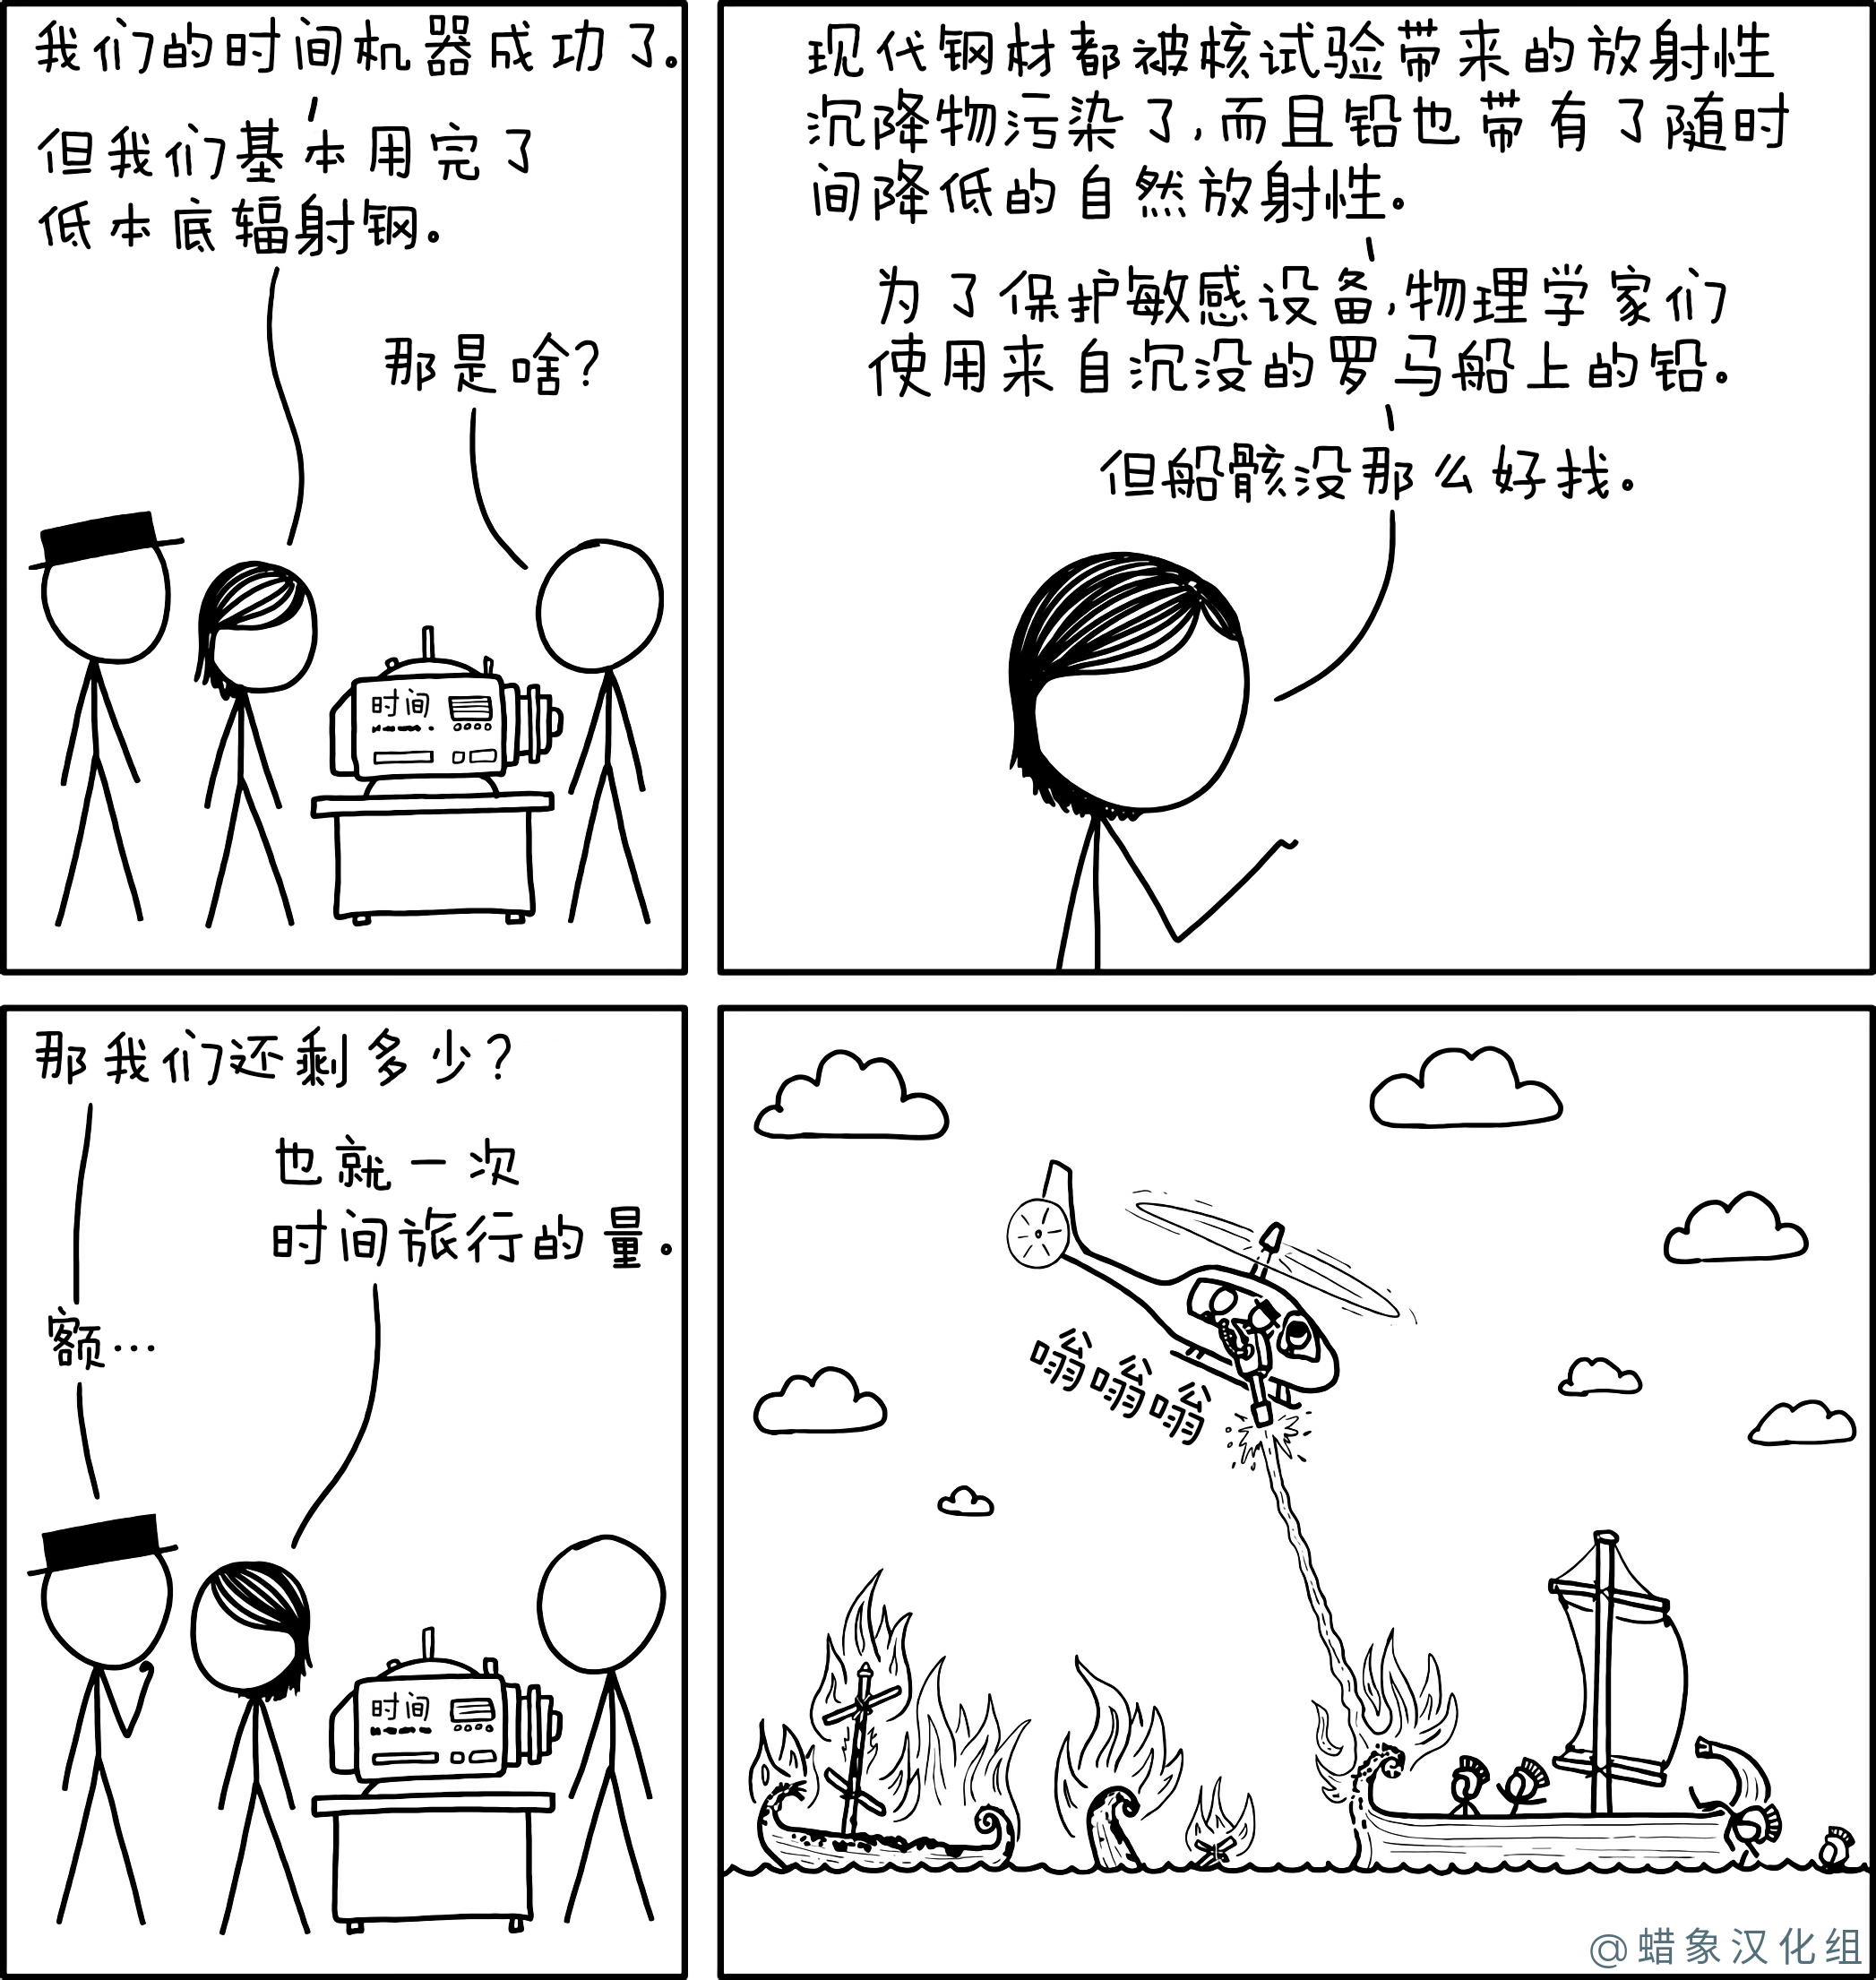 我们的时间机器成功了。
但我们基本用完了
低本底辐射钢。
那是啥?
时间
现代钢材都被核试验带来的放射性
沉降物污染了,而且铅也带有了随时
间降低的自然放射性。
为了保护敏感设备,物理学家们
使用来自沉没的罗马船上的铅。
但船骸没那么好找。
那我们还剩多少?
也就一次
时间旅行的量。
额…
时间
嗡嗡嗡
@蜡象汉化组